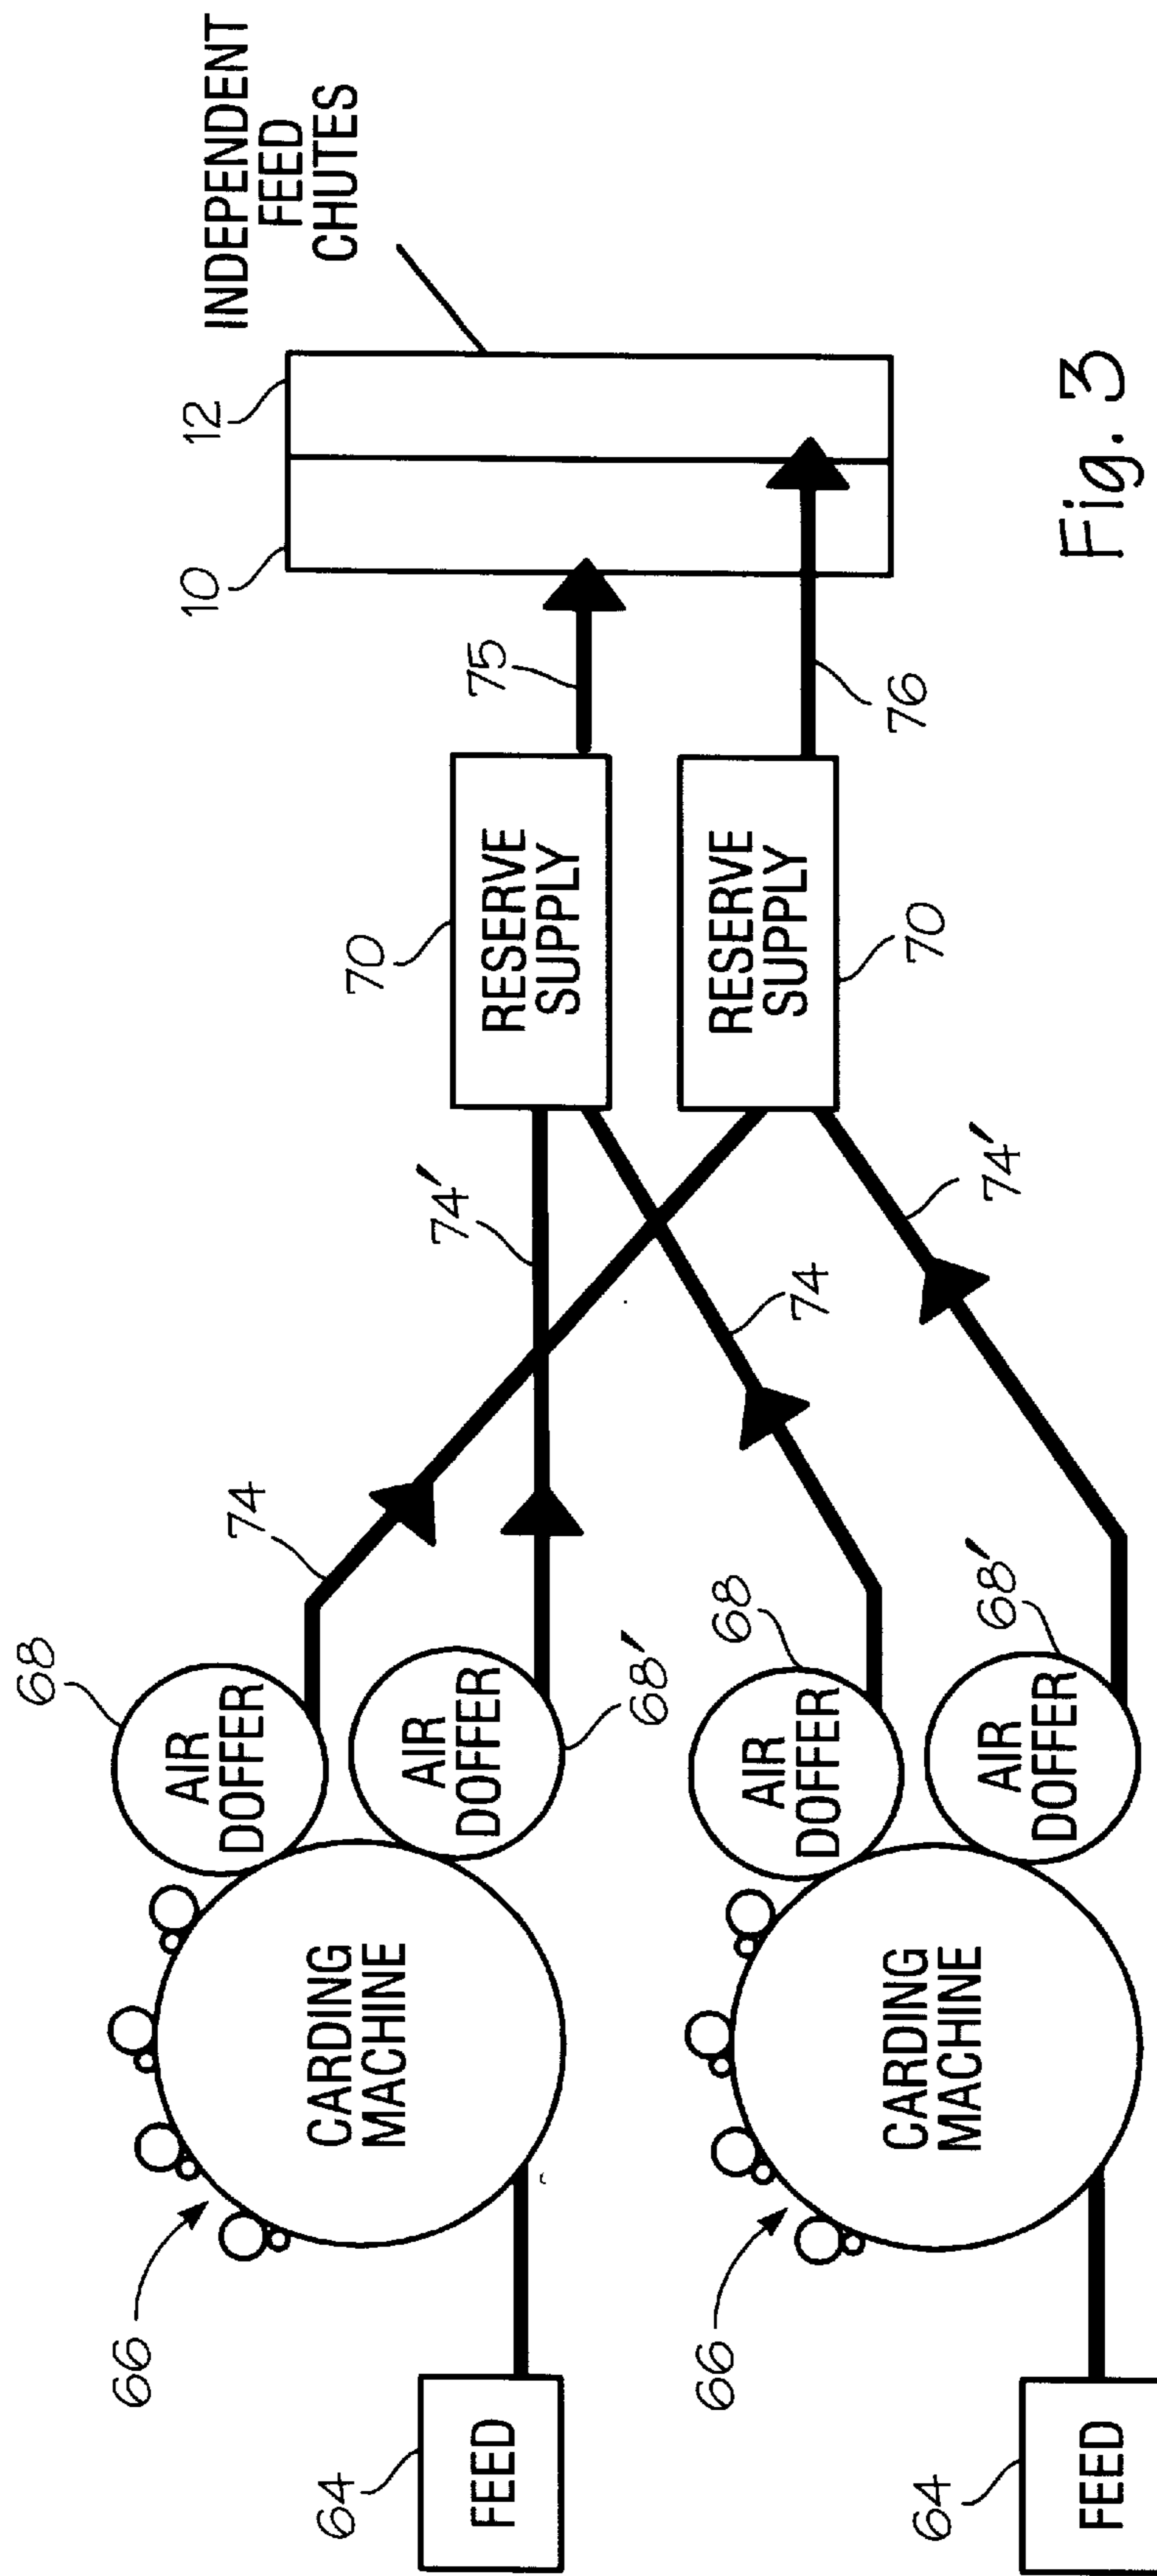 INDEPENDENT
FEED
CHUTES
10
12
75
76
70
RESERVE
SUPPLY
RESERVE
SUPPLY
70
74
74'
74
74'
68
AIR
DOFFER
AIR
DOFFER
68'
68
AIR
DOFFER
68'
AIR
DOFFER
66
CARDING
MACHINE
66
CARDING
MACHINE
64
FEED
64
FEED
Fig. 3